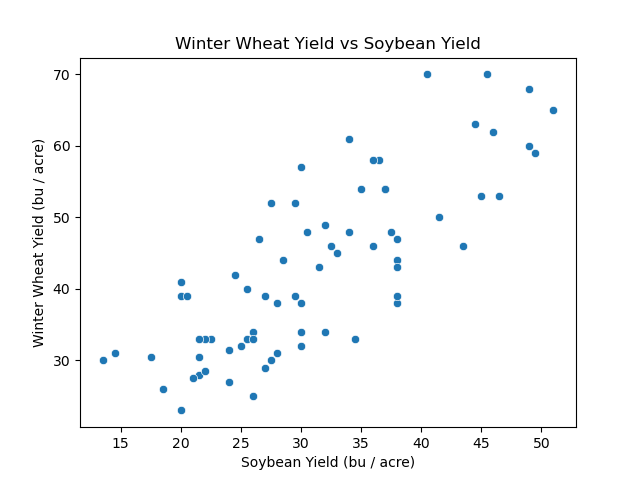 Winter Wheat Yield vs Soybean Yield
Winter Wheat Yield (bu / acre)
70
60
50
40
30
15 20 25 30 35 40 45 50
Soybean Yield (bu / acre)